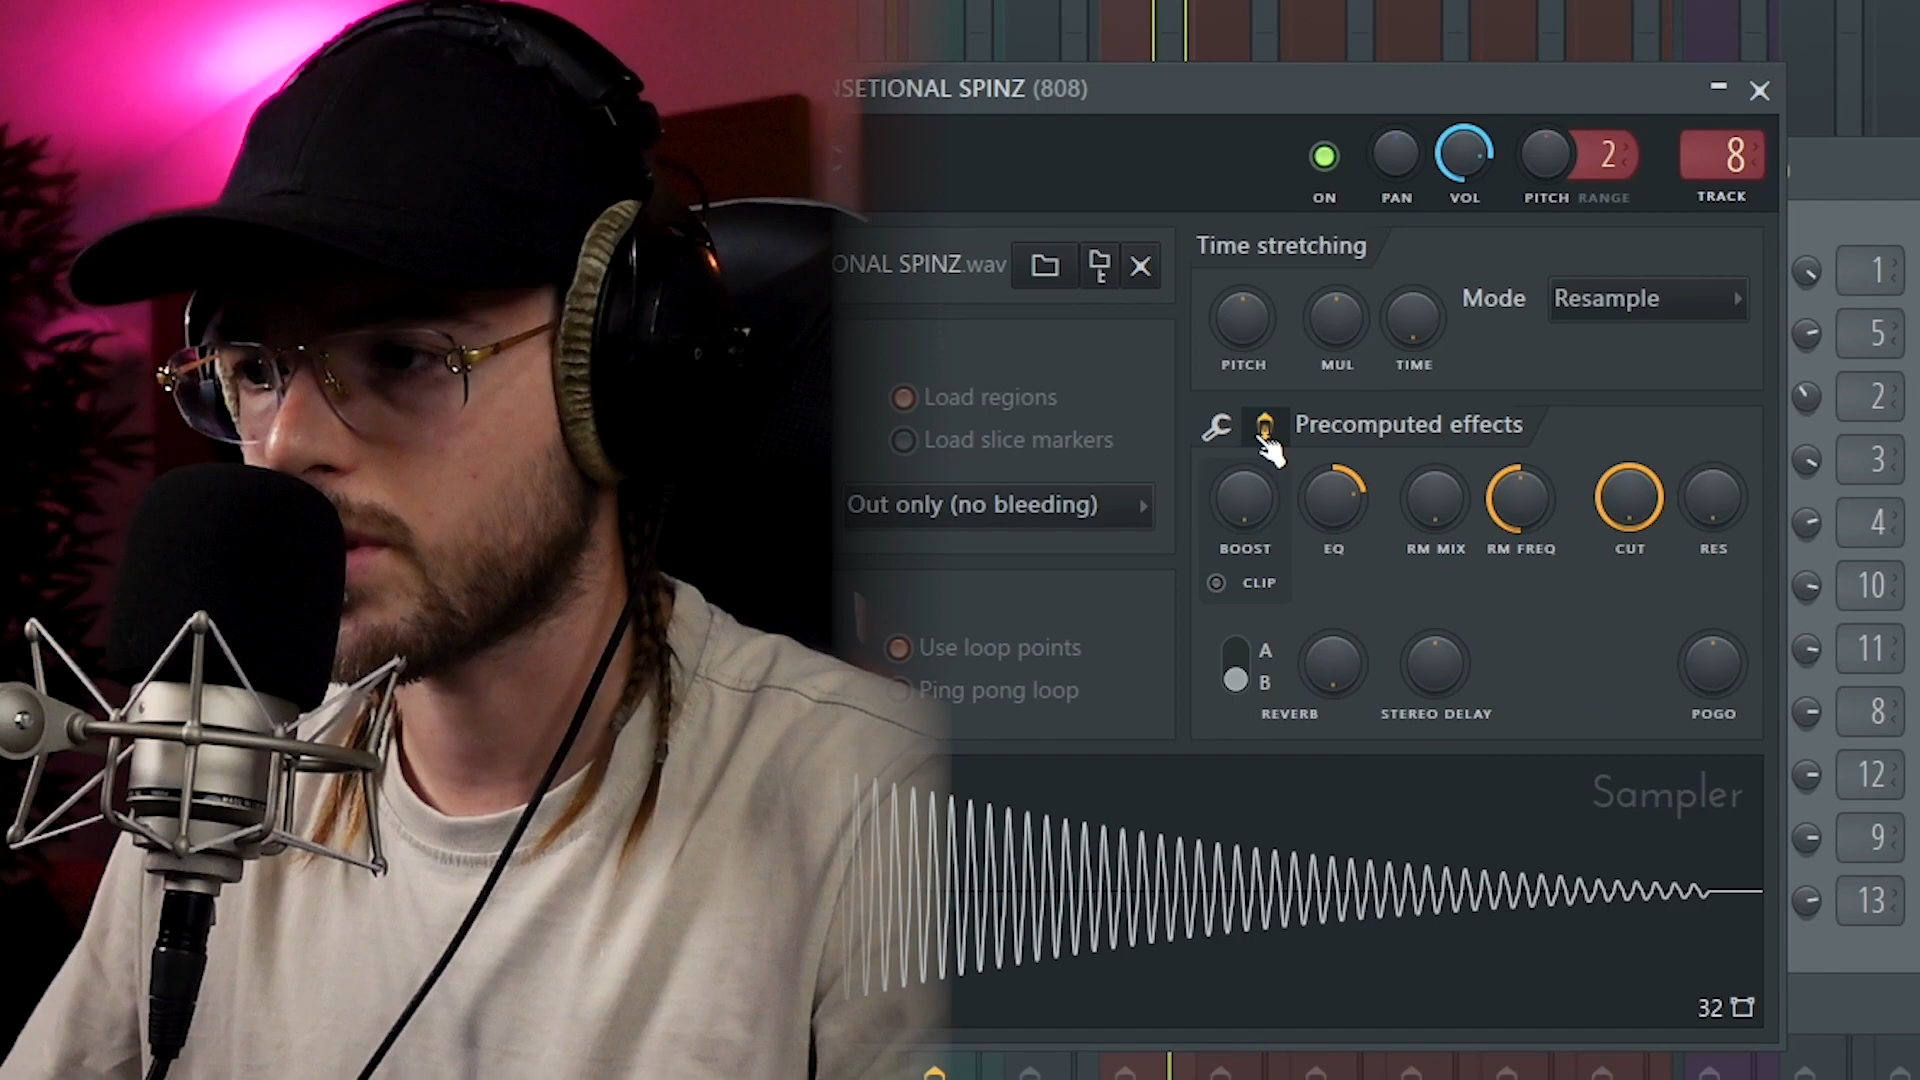 NSETIONAL SPINZ (808)
ON
PAN
VOL
PITCH RANGE
2
8
TRACK
ONAL SPINZ.wav
Time stretching
PITCH
MUL
TIME
Mode
Resample
Load regions
Load slice markers
Out only (no bleeding)
Precomputed effects
BOOST
EQ
RM MIX
RM FREQ
CUT
RES
CLIP
Use loop points
Ping pong loop
A
B
REVERB
STEREO DELAY
POGO
Sampler
32
1
5
2
3
4
10
11
8
12
9
13